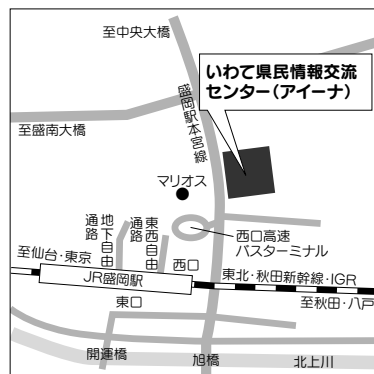 至中央大橋
いわて県民情報交流
センター（アイーナ）
盛岡駅本宮線
至盛南大橋
マリオス
地下自由
通路
東西自由
通路
西口高速
バスターミナル
至仙台・東京
西口
JR盛岡駅
東北・秋田新幹線・IGR
東口
至秋田・八戸
開運橋
旭橋
北上川